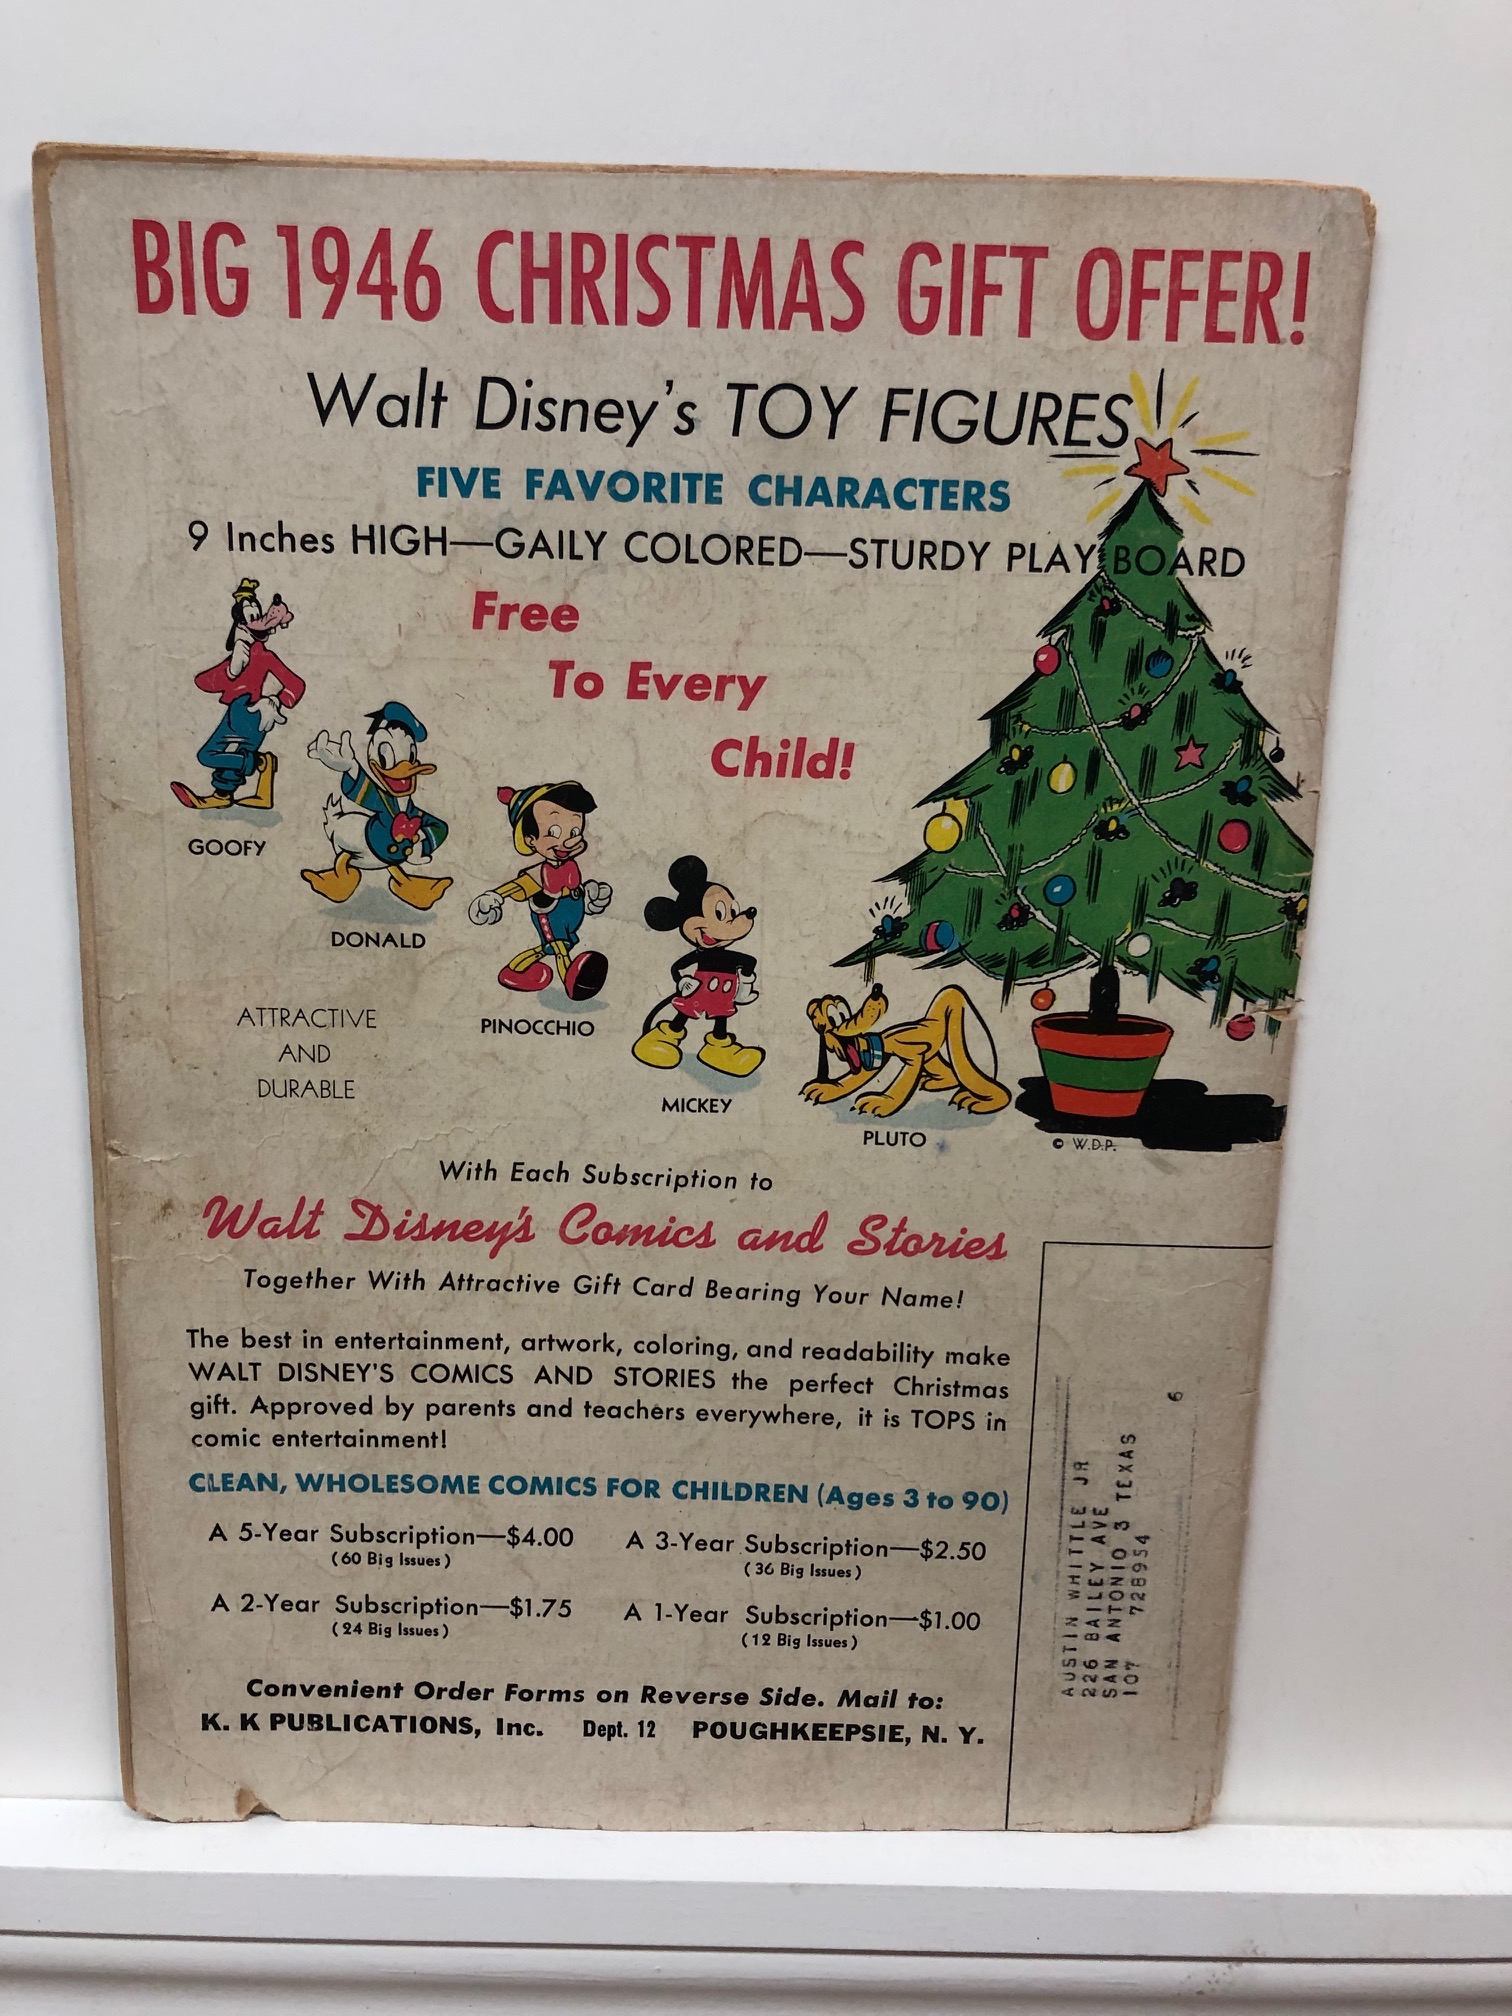 BIG 1946 CHRISTMAS GIFT OFFER!
Walt Disney's TOY FIGURES
FIVE FAVORITE CHARACTERS
9 Inches HIGH—GAILY COLORED—STURDY PLAY BOARD
Free
To Every
Child!
GOOFY
DONALD
PINOCCHIO
MICKEY
PLUTO
ATTRACTIVE
AND
DURABLE
© W.D.P.
With Each Subscription to
Walt Disney's Comics and Stories
Together With Attractive Gift Card Bearing Your Name!
The best in entertainment, artwork, coloring, and readability make
WALT DISNEY'S COMICS AND STORIES the perfect Christmas
gift. Approved by parents and teachers everywhere, it is TOPS in
comic entertainment!
CLEAN, WHOLESOME COMICS FOR CHILDREN (Ages 3 to 90)
A 5-Year Subscription—$4.00
(60 Big Issues)
A 3-Year Subscription—$2.50
(36 Big Issues)
A 2-Year Subscription—$1.75
(24 Big Issues)
A 1-Year Subscription—$1.00
(12 Big Issues)
Convenient Order Forms on Reverse Side. Mail to:
K. K PUBLICATIONS, Inc. Dept. 12 POUGHKEEPSIE, N. Y.
AUSTIN WHITTLE JR
226 BAILEY AVE
SAN ANTONIO 3 TEXAS
107 728954
6